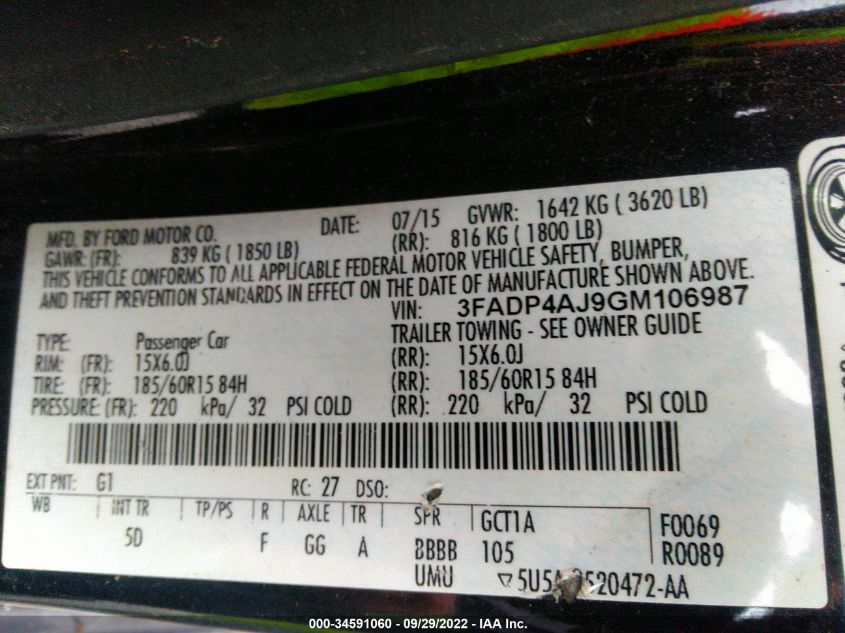 MFD. BY FORD MOTOR CO. DATE: 07/15 GVWR: 1642 KG ( 3620 LB)
GAWR: (FR): 839 KG ( 1850 LB) (RR): 816 KG ( 1800 LB)
THIS VEHICLE CONFORMS TO ALL APPLICABLE FEDERAL MOTOR VEHICLE SAFETY, BUMPER,
AND THEFT PREVENTION STANDARDS IN EFFECT ON THE DATE OF MANUFACTURE SHOWN ABOVE.
VIN: 3FADP4AJ9GM106987
TYPE: Passenger Car TRAILER TOWING - SEE OWNER GUIDE
RIM: (FR): 15X6.0J (RR): 15X6.0J
TIRE: (FR): 185/60R15 84H (RR): 185/60R15 84H
PRESSURE: (FR): 220 kPa/ 32 PSI COLD (RR): 220 kPa/ 32 PSI COLD
EXT PNT: G1 RC: 27 DSO:
WB INT TR TP/PS R AXLE TR SPR GCT1A F0069
5D F GG A BBBB 105 R0089
UMU 520472-AA
000-34591060 - 09/29/2022 - IAA Inc.